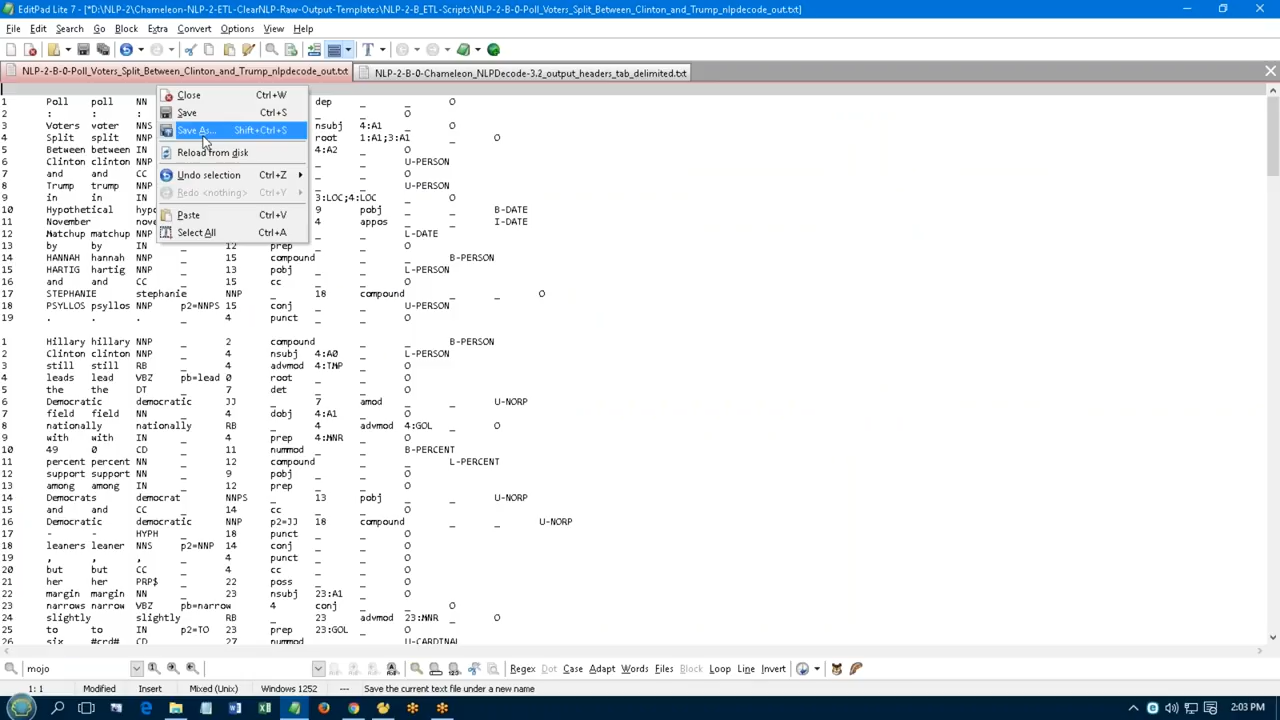 EditPad Lite 7 - [*D:\NLP-2\Chameleon-NLP-2-ETL-ClearNLP-Raw-Output-Templates\NLP-2-B_ETL-Scripts\NLP-2-B-0-Poll_Voters_Split_Between_Clinton_and_Trump_nlpdecode_out.txt]
File Edit Search Go Block Extra Convert Options View Help
NLP-2-B-0-Poll_Voters_Split_Between_Clinton_and_Trump_nlpdecode_out.txt NLP-2-B-0-Chameleon_NLPDecode-3.2_output_headers_tab_delimited.txt
Close Ctrl+W
Save Ctrl+S
Save As... Shift+Ctrl+S
Reload from disk
Undo selection Ctrl+Z
Redo <nothing> Ctrl+Y
Paste Ctrl+V
Select All Ctrl+A
1 Poll poll NN dep _ _ O
2 : : : _ _ O
3 Voters voter NNS nsubj 4:A1 _ O
4 Split split NNP root 1:A1;3:A1 _ O
5 Between between IN 4:A2 _ O
6 Clinton clinton NNP _ _ U-PERSON
7 and and CC _ _ O
8 Trump trump NNP _ _ U-PERSON
9 in in IN 3:LOC;4:LOC _ O
10 Hypothetical 9 pobj _ _ B-DATE
11 November 4 appos _ _ I-DATE
12 Matchup matchup NNP _ _ L-DATE
13 by by IN _ 12 prep _ _ O
14 HANNAH hannah NNP _ 15 compound _ _ B-PERSON
15 HARTIG hartig NNP _ 13 pobj _ _ L-PERSON
16 and and CC _ 15 cc _ _ O
17 STEPHANIE stephanie NNP _ 18 compound _ _ O
18 PSYLLOS psyllos NNP p2=NNPS 15 conj _ _ U-PERSON
19 . . . _ 4 punct _ _ O
1 Hillary hillary NNP _ 2 compound _ _ B-PERSON
2 Clinton clinton NNP _ 4 nsubj 4:A0 _ L-PERSON
3 still still RB _ 4 advmod 4:TMP _ O
4 leads lead VBZ pb=lead 0 root _ _ O
5 the the DT _ 7 det _ _ O
6 Democratic democratic JJ _ 7 amod _ _ U-NORP
7 field field NN _ 4 dobj 4:A1 _ O
8 nationally nationally RB _ 4 advmod 4:GOL _ O
9 with with IN _ 4 prep 4:MNR _ O
10 49 0 CD _ 11 nummod _ _ B-PERCENT
11 percent percent NN _ 12 compound _ _ L-PERCENT
12 support support NN _ 9 pobj _ _ O
13 among among IN _ 12 prep _ _ O
14 Democrats democrat NNPS _ 13 pobj _ _ U-NORP
15 and and CC _ 14 cc _ _ O
16 Democratic democratic NNP p2=JJ 18 compound _ _ U-NORP
17 - - HYPH _ 18 punct _ _ O
18 leaners leaner NNS p2=NNP 14 conj _ _ O
19 , , , _ 4 punct _ _ O
20 but but CC _ 4 cc _ _ O
21 her her PRP$ _ 22 poss _ _ O
22 margin margin NN _ 23 nsubj 23:A1 _ O
23 narrows narrow VBZ pb=narrow 4 conj _ _ O
24 slightly slightly RB _ 23 advmod 23:MNR _ O
25 to to IN p2=TO 23 prep 23:GOL _ O
26 six #crd# CD _ 27 nummod _ _ U-CARDINAL
mojo Regex Dot Case Adapt Words Files Block Loop Line Invert
1: 1 Modified Insert Mixed (Unix) Windows 1252 --- Save the current text file under a new name
2:03 PM